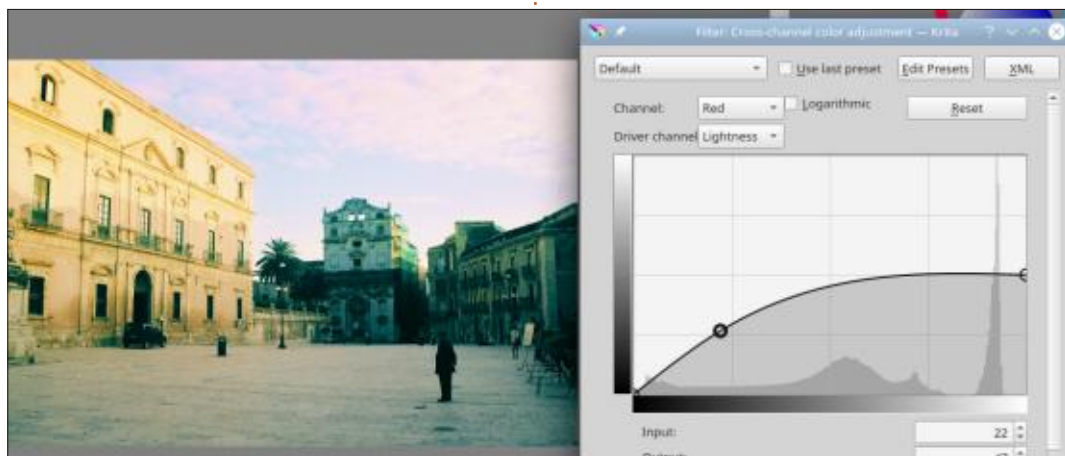 Filter: Cross-channel color adjustment — Krita
Default
Use last preset
Edit Presets
XML
Channel:
Red
Logarithmic
Reset
Driver channel
Lightness
Input:
22